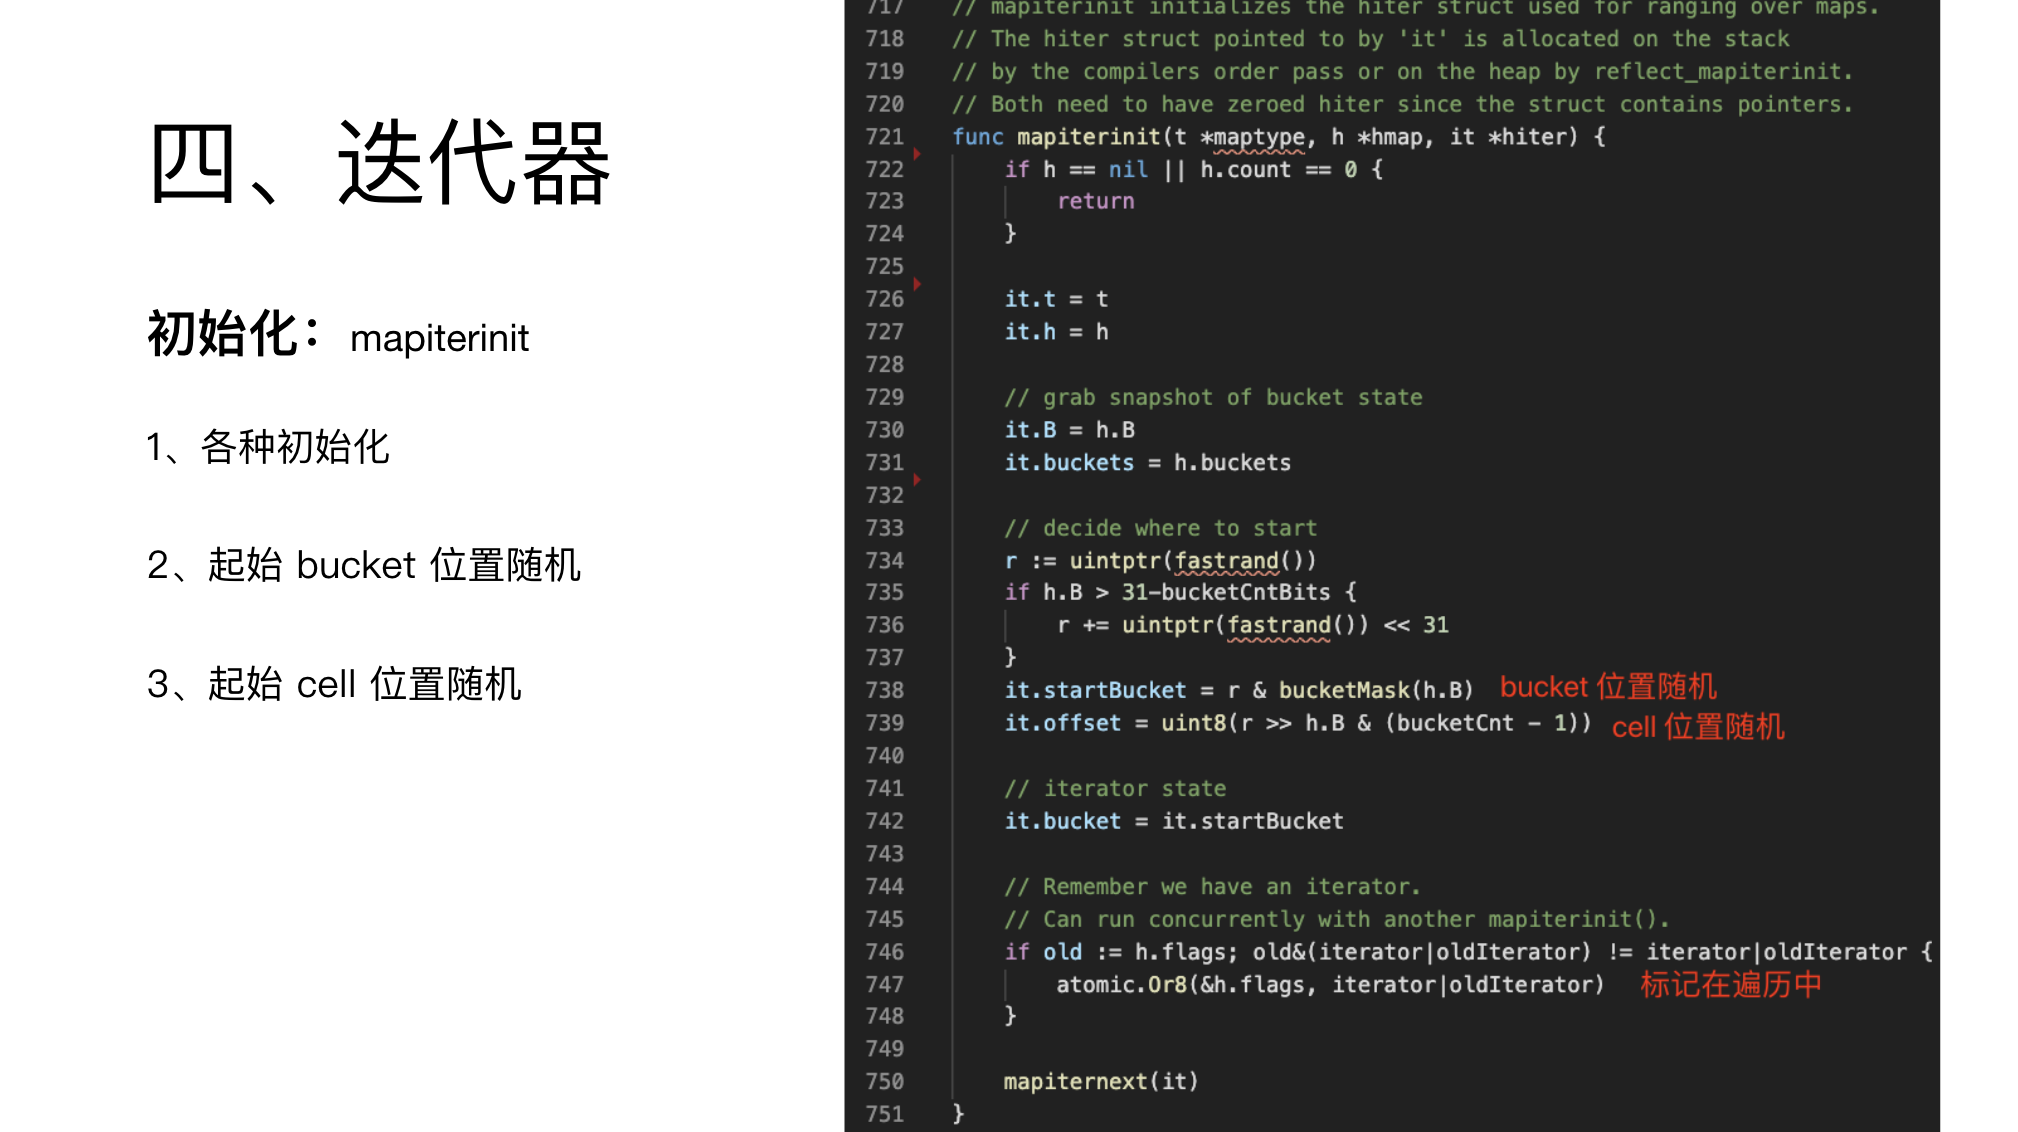 四、迭代器
初始化：mapiterinit
1、各种初始化
2、起始 bucket 位置随机
3、起始 cell 位置随机
717 // mapiterinit initializes the hiter struct used for ranging over maps.
718 // The hiter struct pointed to by 'it' is allocated on the stack
719 // by the compilers order pass or on the heap by reflect_mapiterinit.
720 // Both need to have zeroed hiter since the struct contains pointers.
721 func mapiterinit(t *maptype, h *hmap, it *hiter) {
722     if h == nil || h.count == 0 {
723         return
724     }
725
726     it.t = t
727     it.h = h
728
729     // grab snapshot of bucket state
730     it.B = h.B
731     it.buckets = h.buckets
732
733     // decide where to start
734     r := uintptr(fastrand())
735     if h.B > 31-bucketCntBits {
736         r += uintptr(fastrand()) << 31
737     }
738     it.startBucket = r & bucketMask(h.B) bucket 位置随机
739     it.offset = uint8(r >> h.B & (bucketCnt - 1)) cell 位置随机
740
741     // iterator state
742     it.bucket = it.startBucket
743
744     // Remember we have an iterator.
745     // Can run concurrently with another mapiterinit().
746     if old := h.flags; old&(iterator|oldIterator) != iterator|oldIterator {
747         atomic.Or8(&h.flags, iterator|oldIterator) 标记在遍历中
748     }
749
750     mapiternext(it)
751 }